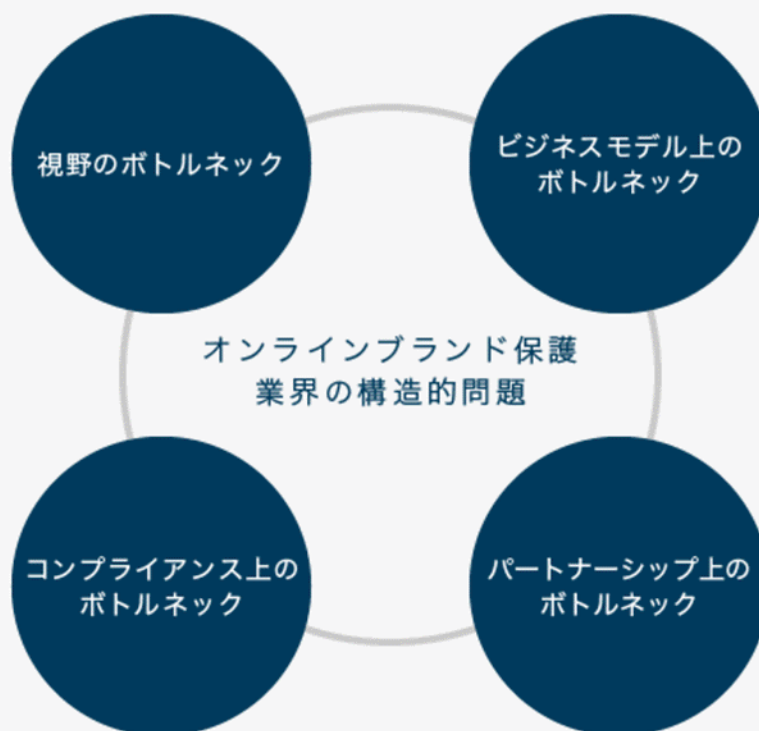 視野のボトルネック
ビジネスモデル上の
ボトルネック
オンラインブランド保護
業界の構造的問題
コンプライアンス上の
ボトルネック
パートナーシップ上の
ボトルネック